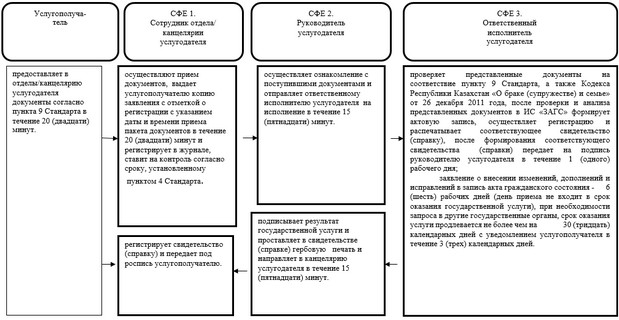 Услугополуча-
тель
СФЕ 1.
Сотрудник отдела/
канцелярии
услугодателя
СФЕ 2.
Руководитель
услугодателя
СФЕ 3.
Ответственный
исполнитель
услугодателя
предоставляет в
отделы/канцелярию
услугодателя
документы согласно
пункта 9 Стандарта в
течение 20 (двадцати)
минут.
осуществляют прием
документов, выдает
услугополучателю копию
заявления с отметкой о
регистрации с указанием
даты и времени приема
пакета документов в течение
20 (двадцати) минут и
регистрирует в журнале,
ставит на контроль согласно
сроку, установленному
пунктом 4 Стандарта.
осуществляет ознакомление с
поступившими документами и
отправляет ответственному
исполнителю услугодателя на
исполнение в течение 15
(пятнадцати) минут.
проверяет представленные документы на
соответствие пункту 9 Стандарта, а также Кодекса
Республики Казахстан «О браке (супружестве) и семье»
от 26 декабря 2011 года, после проверки и анализа
представленных документов в ИС «ЗАГС» формирует
актовую запись, осуществляет регистрацию и
распечатывает соответствующее свидетельство
(справку), после формирования соответствующего
свидетельства (справки) передает на подпись
руководителю услугодателя в течение 1 (одного)
рабочего дня;
заявление о внесении изменений, дополнений и
исправлений в запись акта гражданского состояния - 6
(шесть) рабочих дней (день приема не входит в срок
оказания государственной услуги), при необходимости
запроса в другие государственные органы, срок оказания
услуги продлевается не более чем на 30 (тридцать)
календарных дней с уведомлением услугополучателя в
течение 3 (трех) календарных дней.
подписывает результат
государственной услуги и
проставляет в свидетельстве
(справке) гербовую печать и
направляет в канцелярию
услугодателя в течение 15
(пятнадцати) минут.
регистрирует свидетельство
(справку) и передает под
роспись услугополучателю.